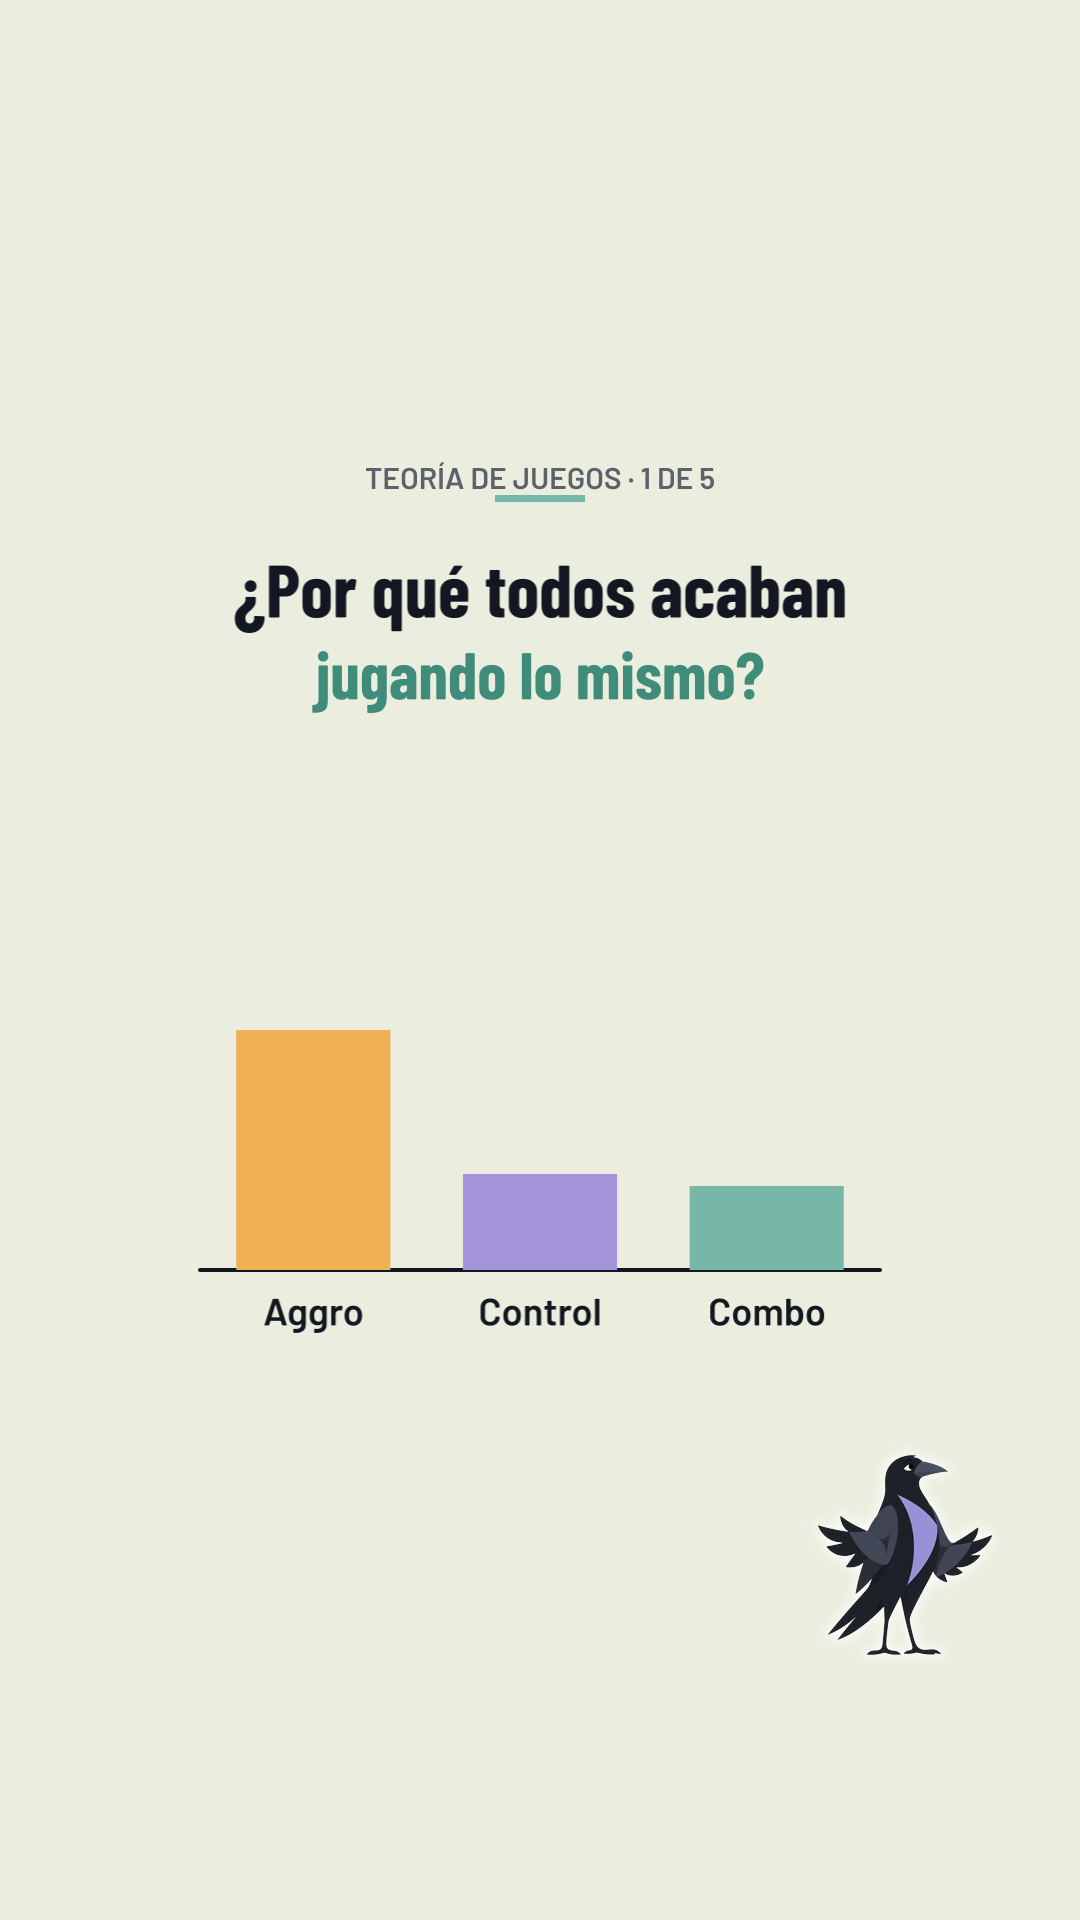 TEORÍA DE JUEGOS · 1 DE 5
¿Por qué todos acaban
jugando lo mismo?
Aggro Control Combo